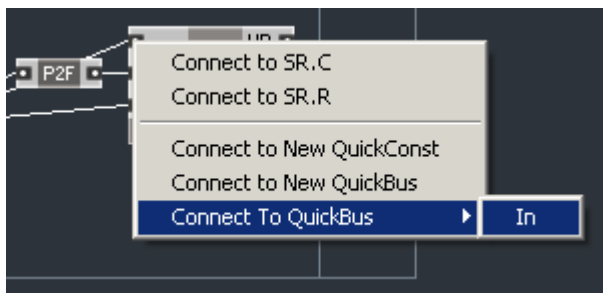 P2F
Connect to SR.C
Connect to SR.R
Connect to New QuickConst
Connect to New QuickBus
Connect To QuickBus
In